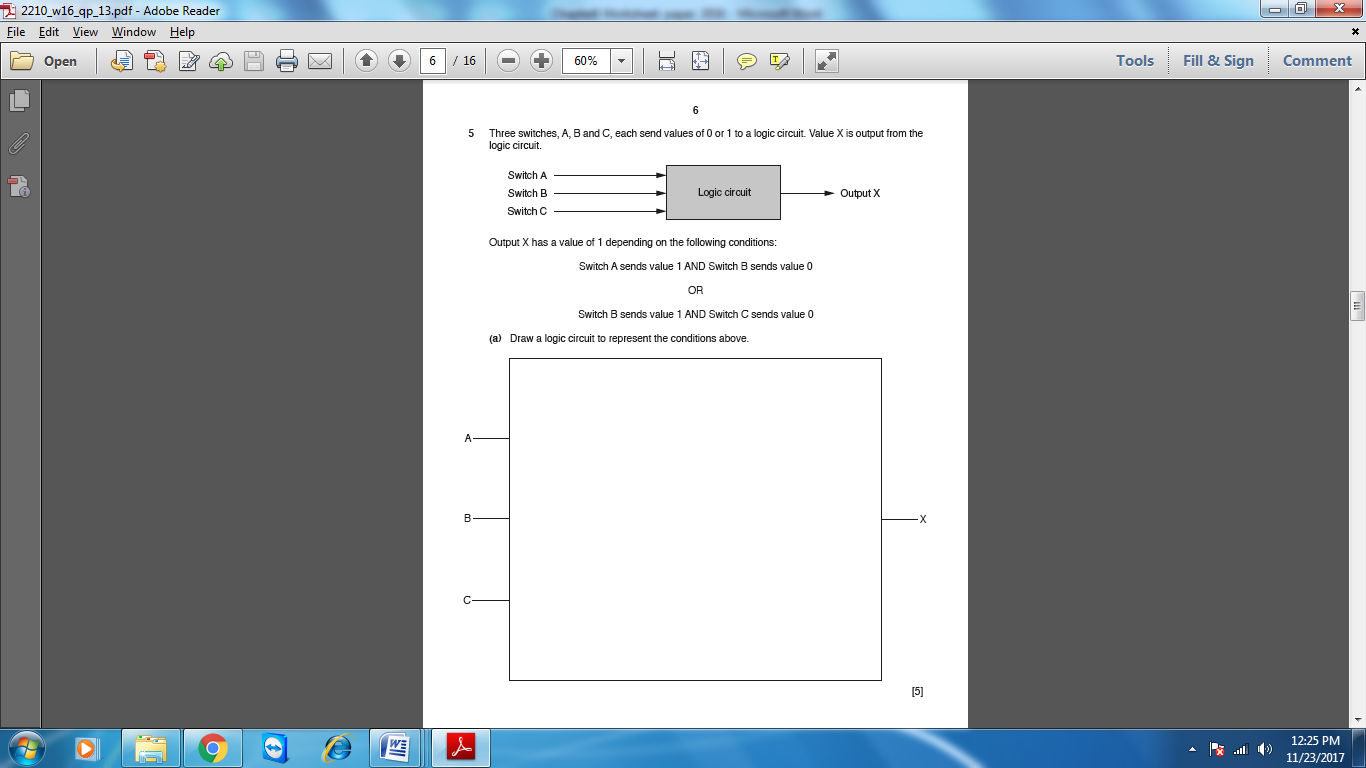 2210_w16_qp_13.pdf - Adobe Reader
File Edit View Window Help
Open 6 / 16 60% Tools Fill & Sign Comment
6
5 Three switches, A, B and C, each send values of 0 or 1 to a logic circuit. Value X is output from the
logic circuit.
Switch A
Switch B Logic circuit Output X
Switch C
Output X has a value of 1 depending on the following conditions:
Switch A sends value 1 AND Switch B sends value 0
OR
Switch B sends value 1 AND Switch C sends value 0
(a) Draw a logic circuit to represent the conditions above.
A
B X
C
[5]
12:25 PM
11/23/2017